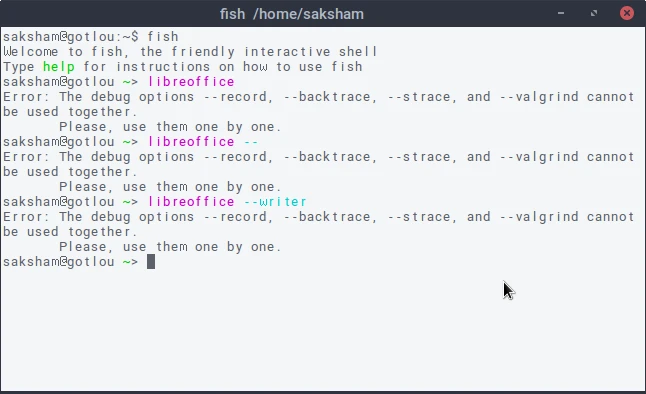 fish /home/saksham
saksham@gotlou:~$ fish
Welcome to fish, the friendly interactive shell
Type help for instructions on how to use fish
saksham@gotlou ~> libreoffice
Error: The debug options --record, --backtrace, --strace, and --valgrind cannot
be used together.
       Please, use them one by one.
saksham@gotlou ~> libreoffice --
Error: The debug options --record, --backtrace, --strace, and --valgrind cannot
be used together.
       Please, use them one by one.
saksham@gotlou ~> libreoffice --writer
Error: The debug options --record, --backtrace, --strace, and --valgrind cannot
be used together.
       Please, use them one by one.
saksham@gotlou ~>